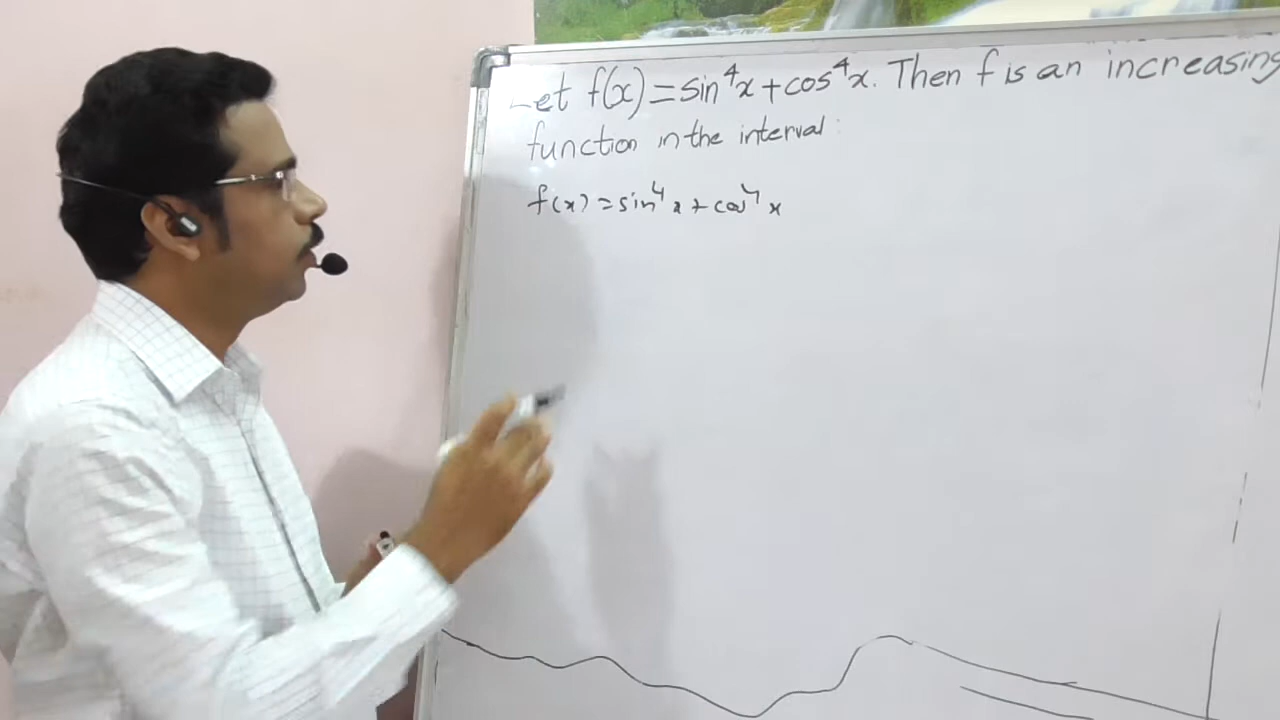 Let f(x) = sin⁴x + cos⁴x. Then f is an increasing
function in the interval:
f(x) = sin⁴x + cos⁴x